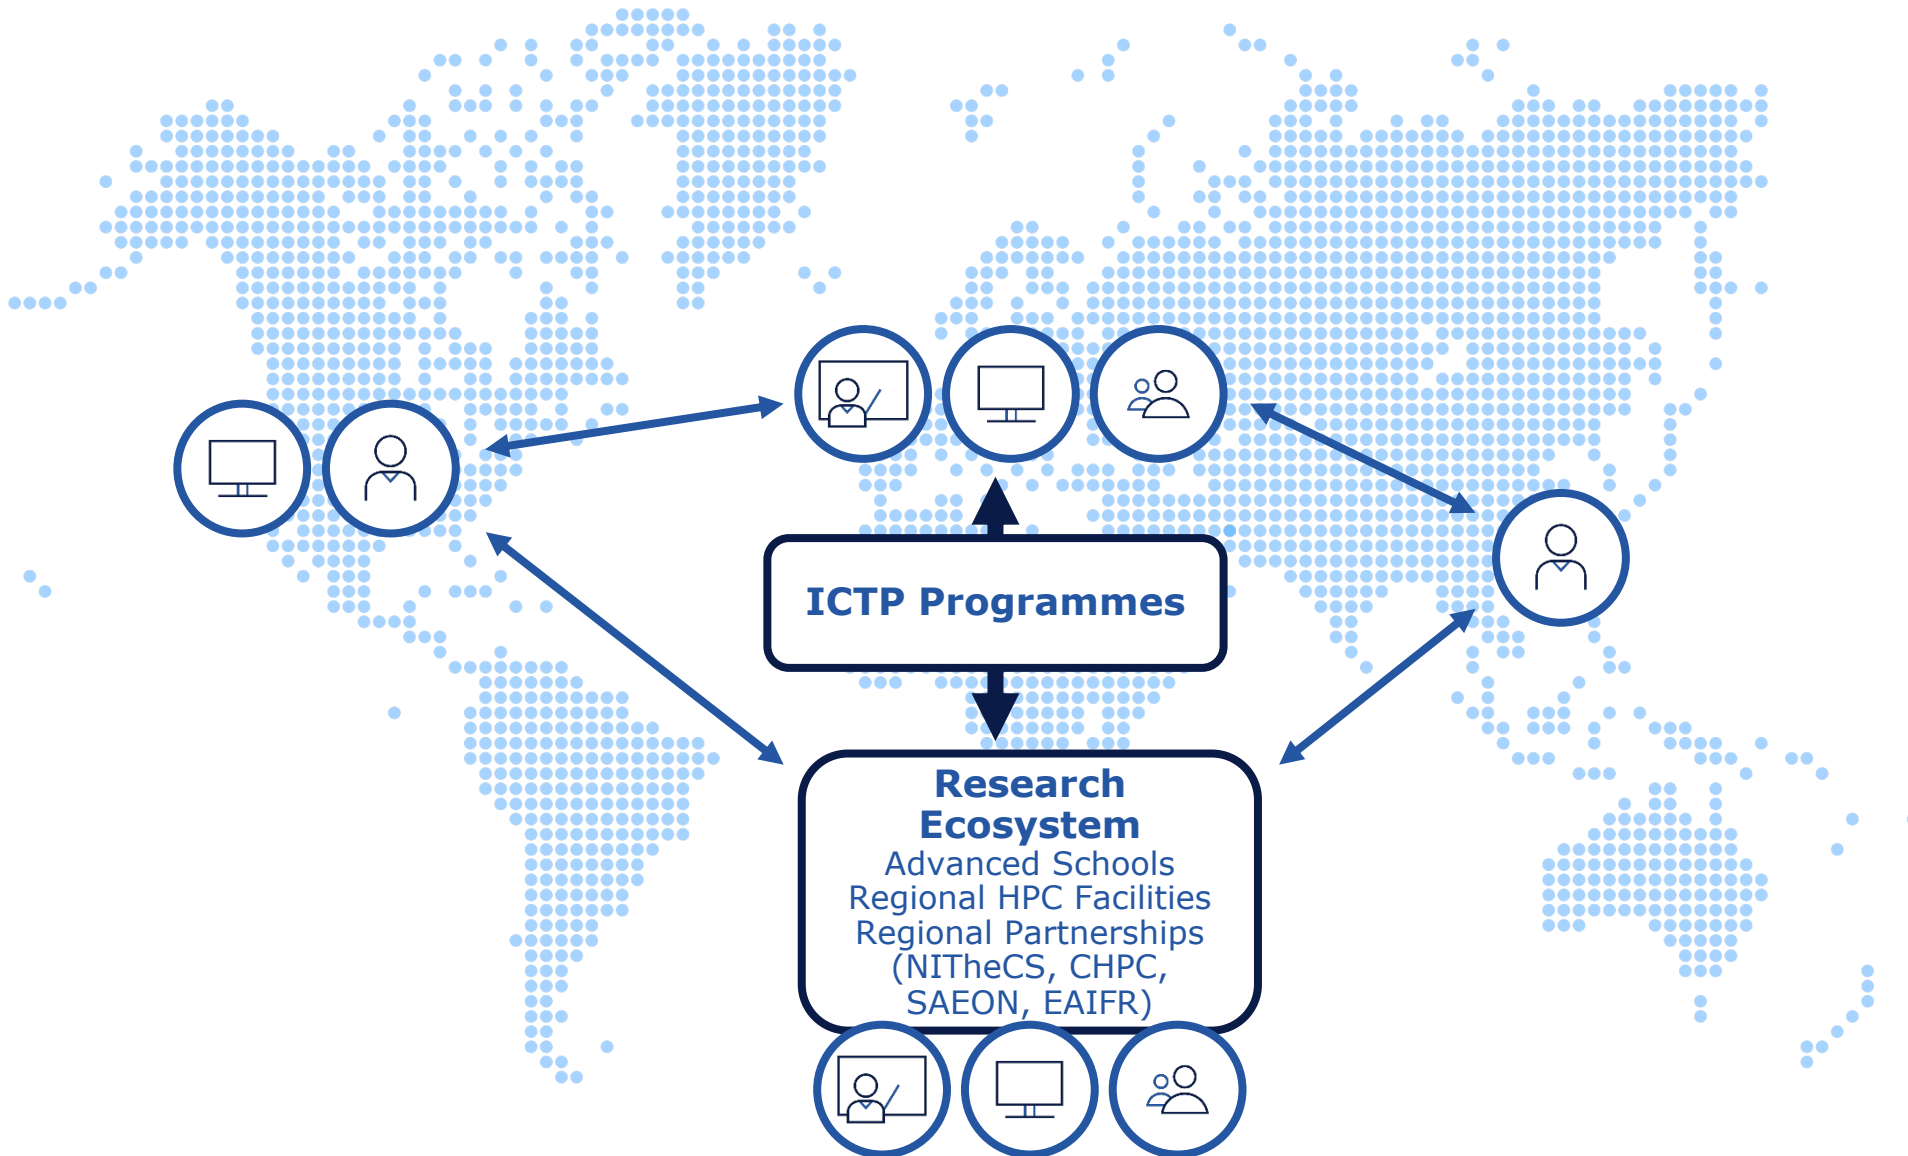 ICTP Programmes
Research
Ecosystem
Advanced Schools
Regional HPC Facilities
Regional Partnerships
(NITheCS, CHPC,
SAEON, EAIFR)